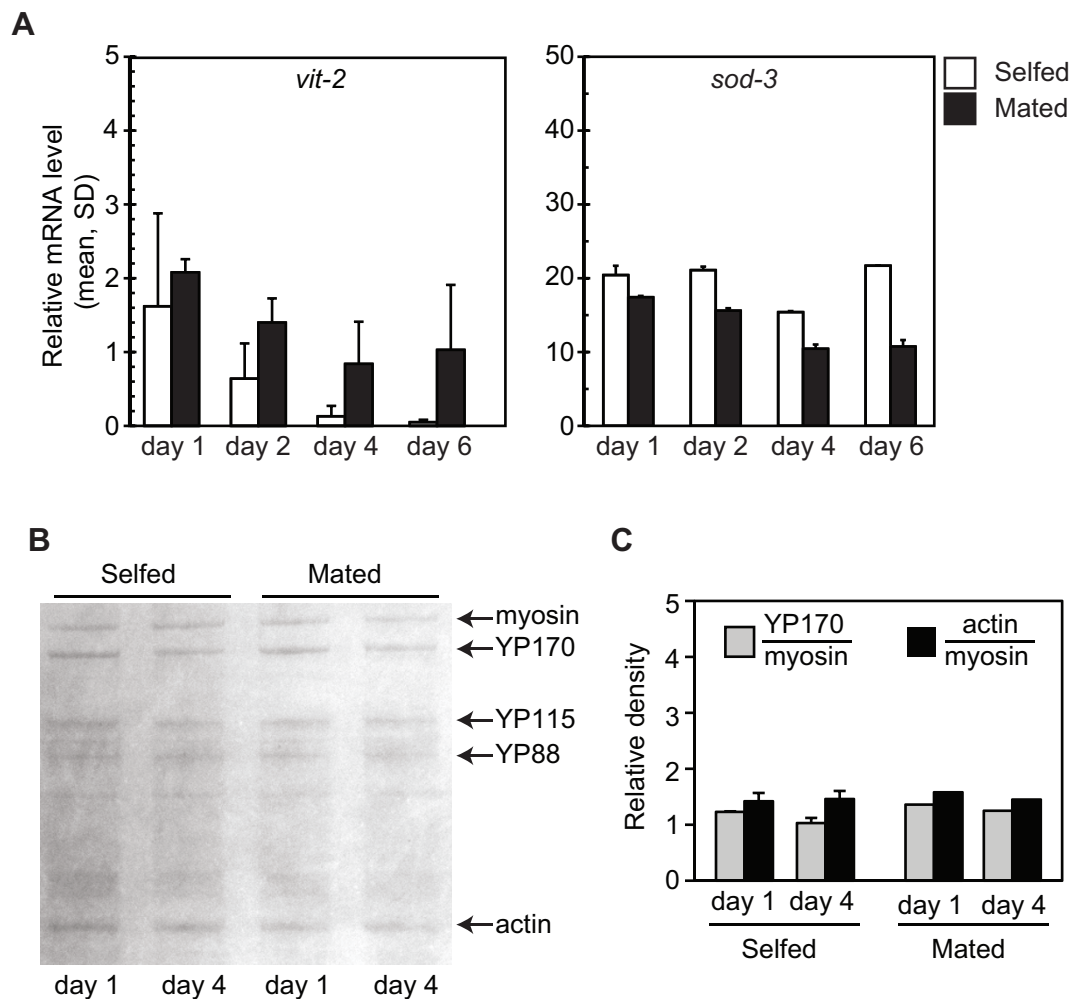 A
vit-2
sod-3
Selfed
Mated
Relative mRNA level
(mean, SD)
5
4
3
2
1
0
day 1 day 2 day 4 day 6
50
40
30
20
10
0
day 1 day 2 day 4 day 6
B
Selfed Mated
myosin
YP170
YP115
YP88
actin
day 1 day 4 day 1 day 4
C
Relative density
5
4
3
2
1
0
YP170
myosin
actin
myosin
day 1 day 4 day 1 day 4
Selfed Mated